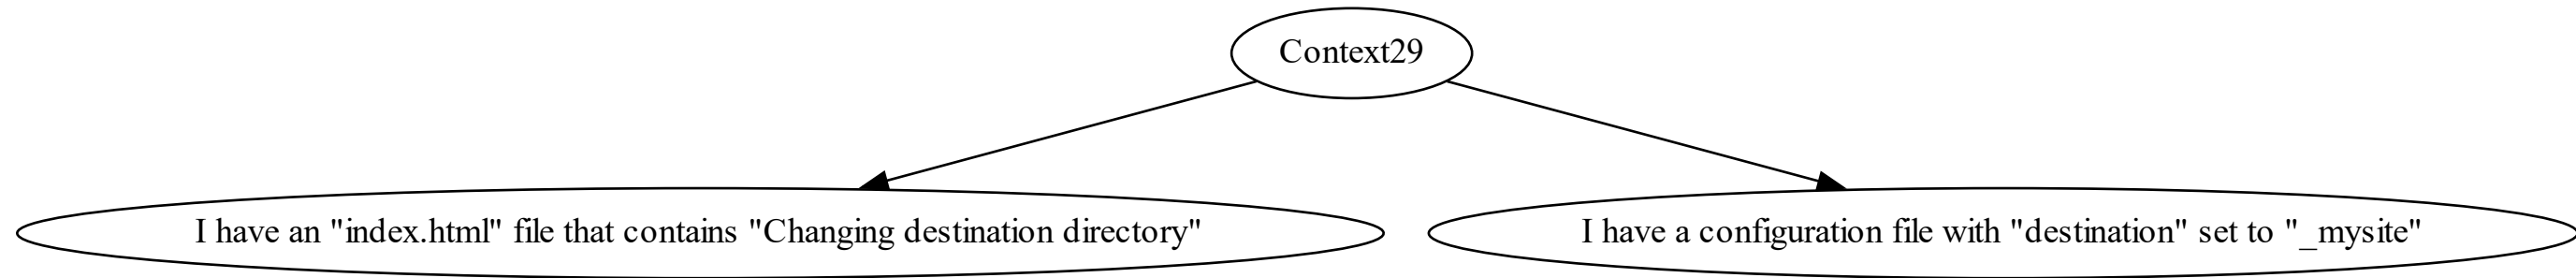 Context29
I have an "index.html" file that contains "Changing destination directory"
I have a configuration file with "destination" set to "_mysite"